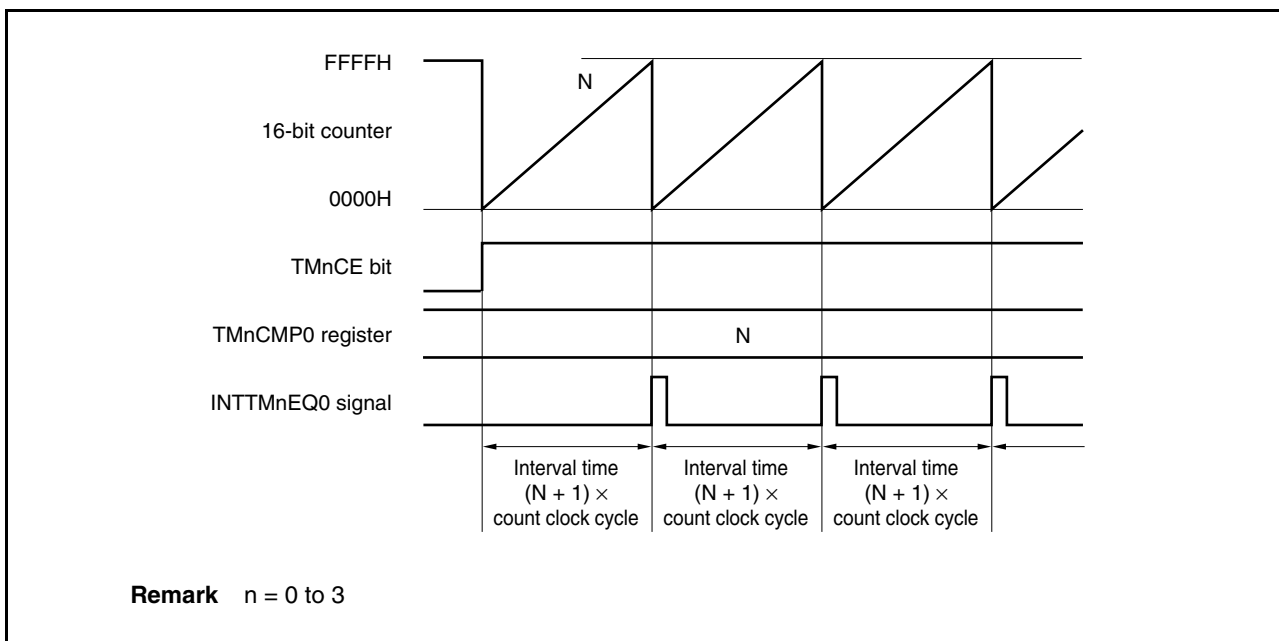 FFFFH
N
16-bit counter
0000H
TMnCE bit
TMnCMP0 register
N
INTTMnEQ0 signal
Interval time
(N + 1) ×
count clock cycle
Interval time
(N + 1) ×
count clock cycle
Interval time
(N + 1) ×
count clock cycle
Remark n = 0 to 3